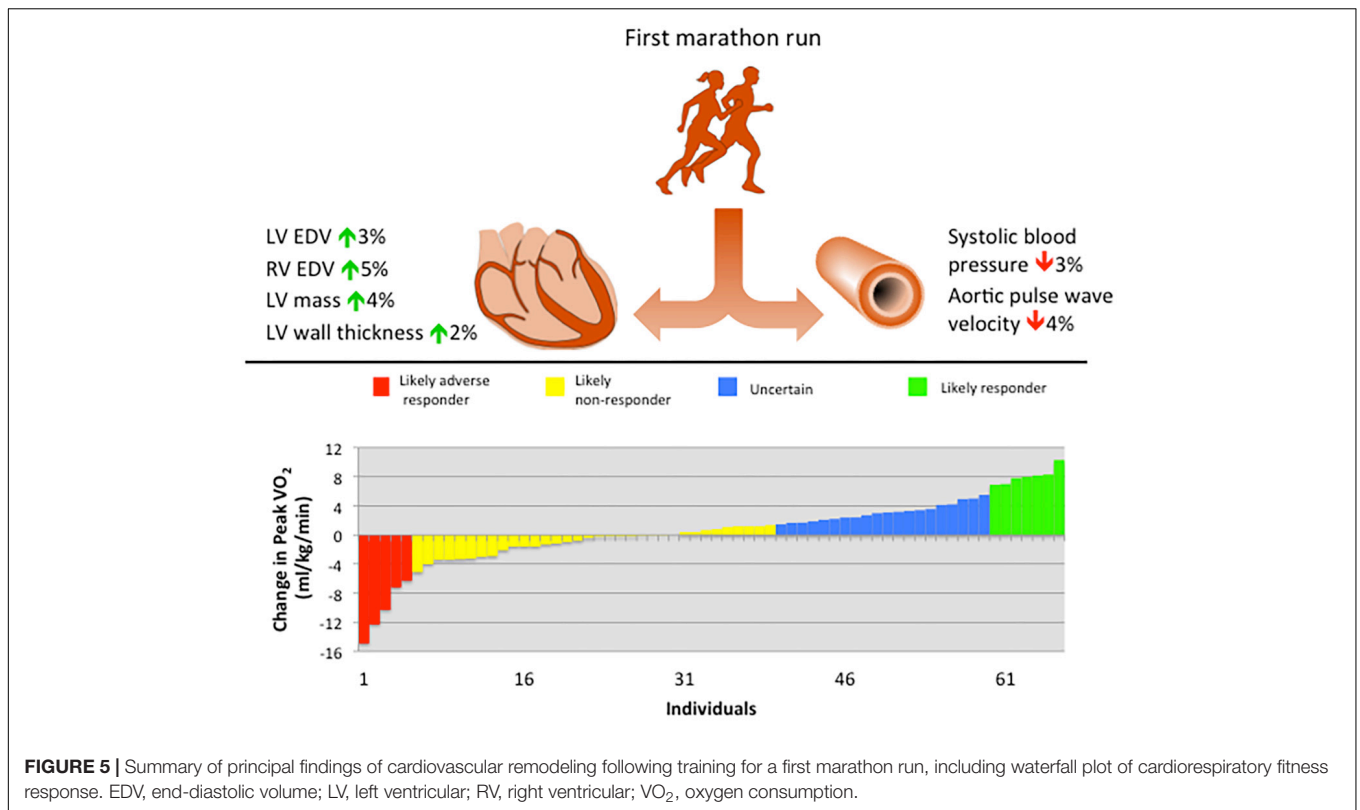 First marathon run
LV EDV ↑3%
RV EDV ↑5%
LV mass ↑4%
LV wall thickness ↑2%
Systolic blood
pressure ↓3%
Aortic pulse wave
velocity ↓4%
Likely adverse
responder
Likely
non-responder
Uncertain
Likely responder
Change in Peak VO₂
(ml/kg/min)
12
8
4
0
-4
-8
-12
-16
1 16 31 46 61
Individuals
FIGURE 5 | Summary of principal findings of cardiovascular remodeling following training for a first marathon run, including waterfall plot of cardiorespiratory fitness
response. EDV, end-diastolic volume; LV, left ventricular; RV, right ventricular; VO₂, oxygen consumption.